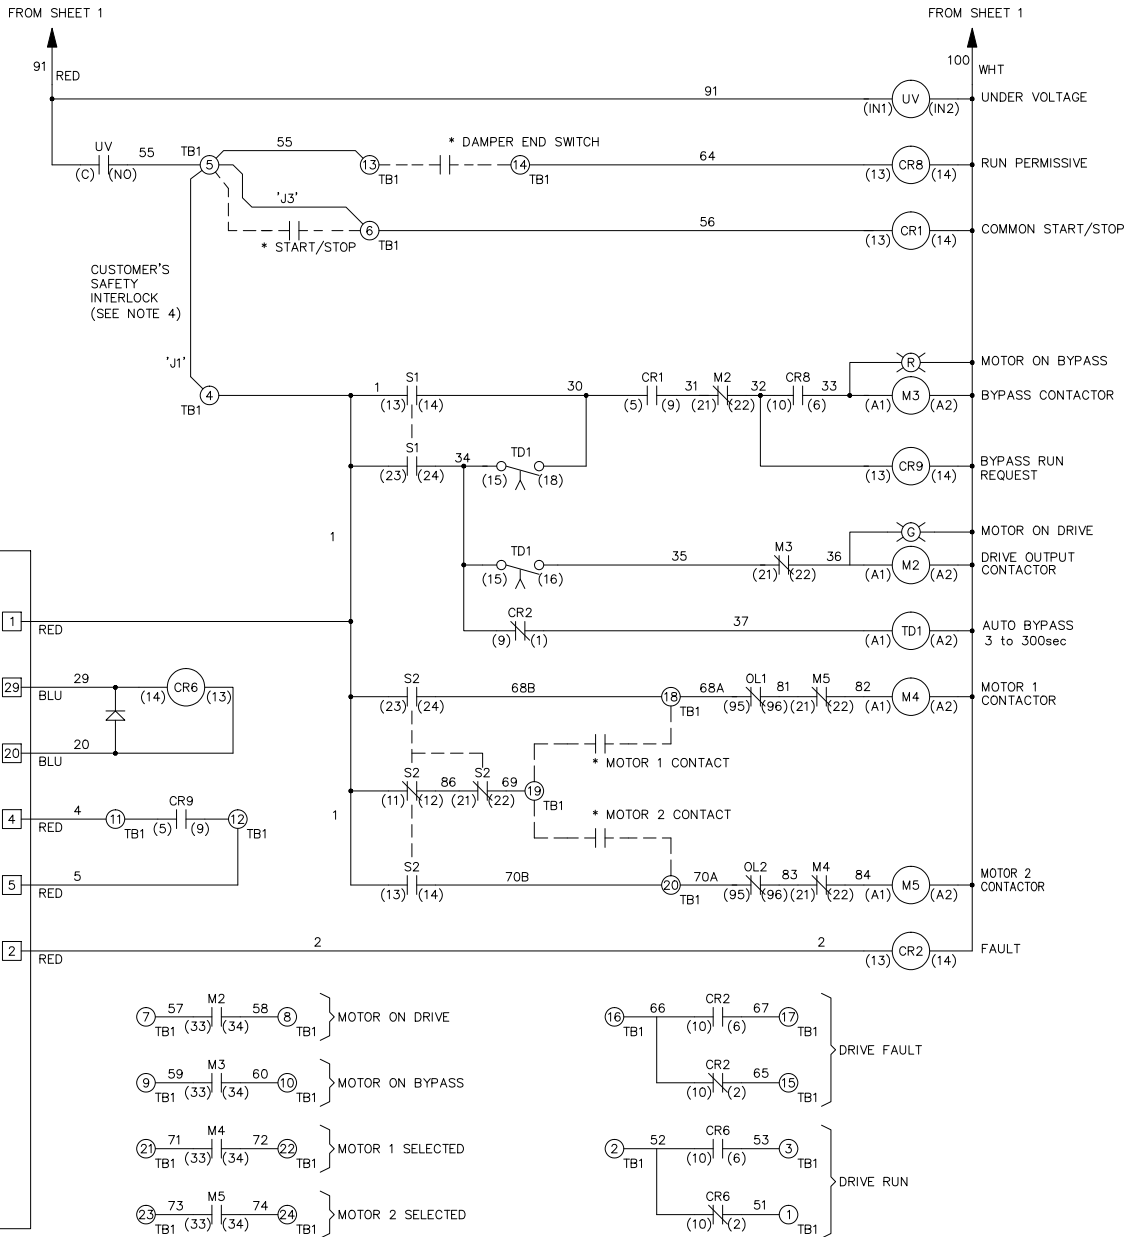 FROM SHEET 1 FROM SHEET 1
91 RED 100 WHT
91 (IN1) UV (IN2) UNDER VOLTAGE
UV (C) (NO) 55 TB1 5 55 13 TB1 * DAMPER END SWITCH 14 TB1 64 (13) CR8 (14) RUN PERMISSIVE
'J3'
* START/STOP 6 TB1 56 (13) CR1 (14) COMMON START/STOP
CUSTOMER'S
SAFETY
INTERLOCK
(SEE NOTE 4)
R MOTOR ON BYPASS
'J1'
TB1 4 1 S1 (13) (14) 30 CR1 (5) (9) 31 M2 (21) (22) 32 CR8 (10) (6) 33 (A1) M3 (A2) BYPASS CONTACTOR
S1 (23) (24) 34 TD1 (15) (18) (13) CR9 (14) BYPASS RUN
REQUEST
1
G MOTOR ON DRIVE
TD1 (15) (16) 35 M3 (21) (22) 36 (A1) M2 (A2) DRIVE OUTPUT
CONTACTOR
1 RED
CR2 (9) (1) 37 (A1) TD1 (A2) AUTO BYPASS
3 to 300sec
29 BLU 29 (14) CR6 (13)
S2 (23) (24) 68B 18 TB1 68A OL1 (95) (96) 81 M5 (21) (22) 82 (A1) M4 (A2) MOTOR 1
CONTACTOR
20 BLU 20
* MOTOR 1 CONTACT
S2 (11) (12) 86 S2 (21) (22) 69 19 TB1
4 RED 4 11 TB1 CR9 (5) (9) 12 TB1
1
* MOTOR 2 CONTACT
5 RED 5
S2 (13) (14) 70B 20 TB1 70A OL2 (95) (96) 83 M4 (21) (22) 84 (A1) M5 (A2) MOTOR 2
CONTACTOR
2 RED 2 2 (13) CR2 (14) FAULT
7 TB1 57 M2 (33) (34) 58 8 TB1 MOTOR ON DRIVE
9 TB1 59 M3 (33) (34) 60 10 TB1 MOTOR ON BYPASS
21 TB1 71 M4 (33) (34) 72 22 TB1 MOTOR 1 SELECTED
23 TB1 73 M5 (33) (34) 74 24 TB1 MOTOR 2 SELECTED
16 TB1 66 CR2 (10) (6) 67 17 TB1
DRIVE FAULT
CR2 (10) (2) 65 15 TB1
2 TB1 52 CR6 (10) (6) 53 3 TB1
DRIVE RUN
CR6 (10) (2) 51 1 TB1